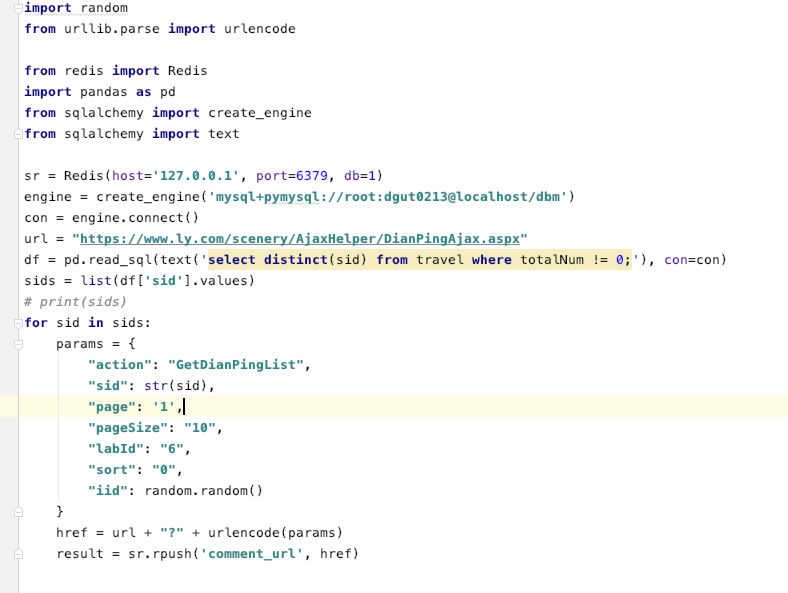 import random
from urllib.parse import urlencode

from redis import Redis
import pandas as pd
from sqlalchemy import create_engine
from sqlalchemy import text

sr = Redis(host='127.0.0.1', port=6379, db=1)
engine = create_engine('mysql+pymysql://root:dgut0213@localhost/dbm')
con = engine.connect()
url = "https://www.ly.com/scenery/AjaxHelper/DianPingAjax.aspx"
df = pd.read_sql(text('select distinct(sid) from travel where totalNum != 0;'), con=con)
sids = list(df['sid'].values)
# print(sids)
for sid in sids:
    params = {
        "action": "GetDianPingList",
        "sid": str(sid),
        "page": '1',
        "pageSize": "10",
        "labId": "6",
        "sort": "0",
        "iid": random.random()
    }
    href = url + "?" + urlencode(params)
    result = sr.rpush('comment_url', href)